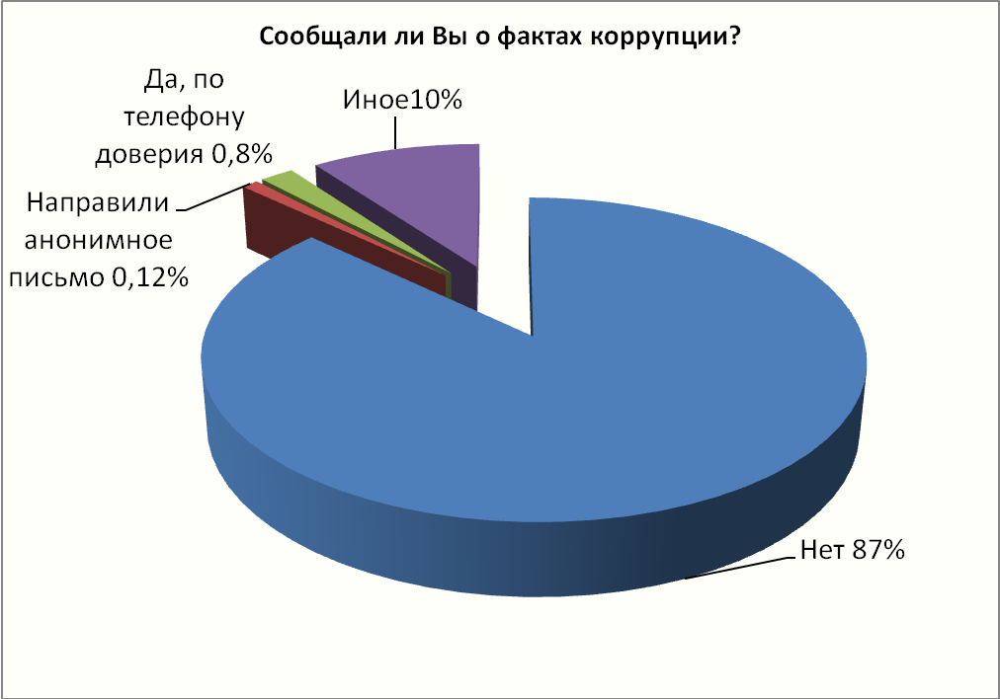 Сообщали ли Вы о фактах коррупции?
Да, по
телефону
доверия 0,8%
Иное10%
Направили
анонимное
письмо 0,12%
Нет 87%